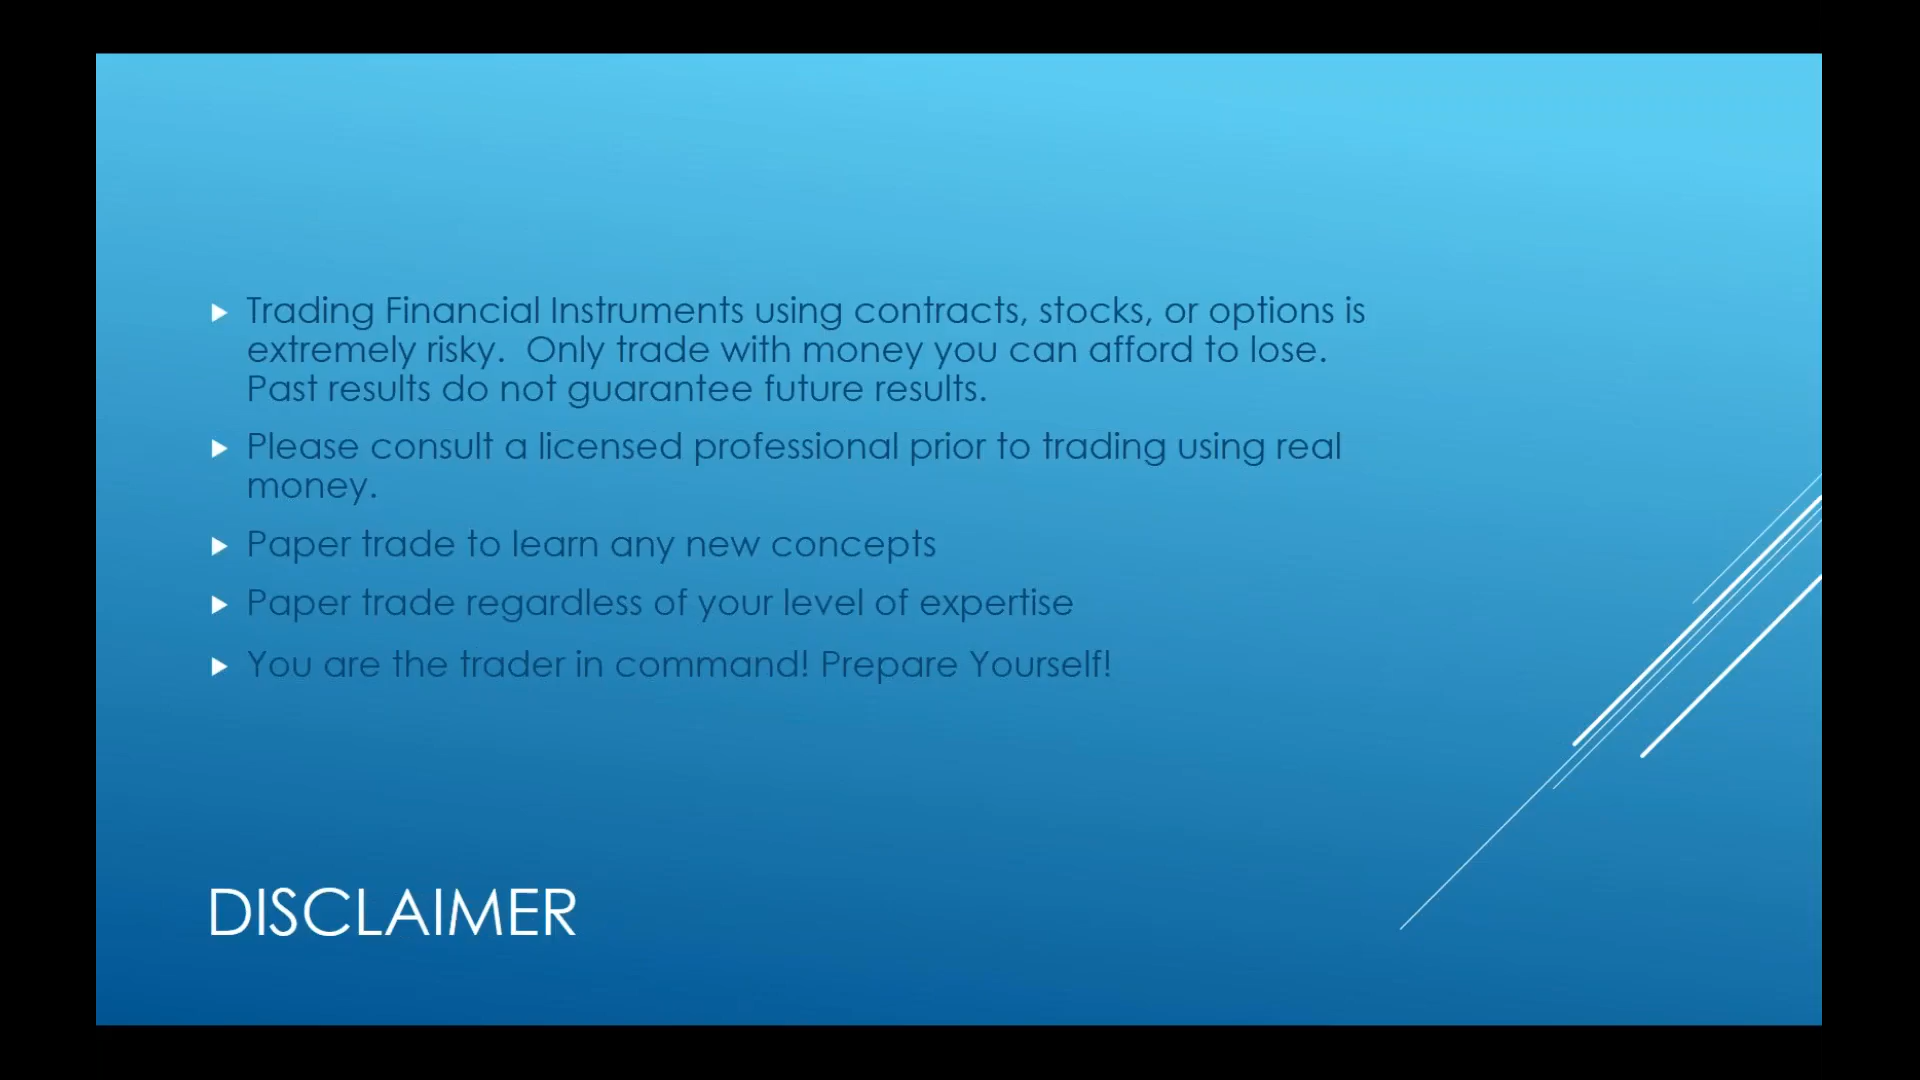 Trading Financial Instruments using contracts, stocks, or options is
extremely risky.  Only trade with money you can afford to lose.
Past results do not guarantee future results.
Please consult a licensed professional prior to trading using real
money.
Paper trade to learn any new concepts
Paper trade regardless of your level of expertise
You are the trader in command! Prepare Yourself!
DISCLAIMER